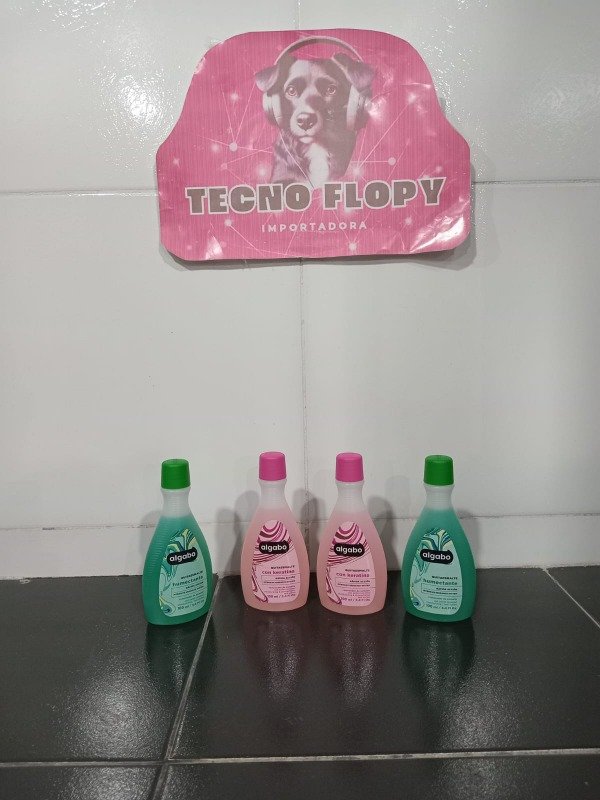 TECNO FLOPY
IMPORTADORA
algabo
QUITAESMALTE
humectante
algabo
QUITAESMALTE
con keratina
algabo
QUITAESMALTE
con keratina
algabo
QUITAESMALTE
humectante